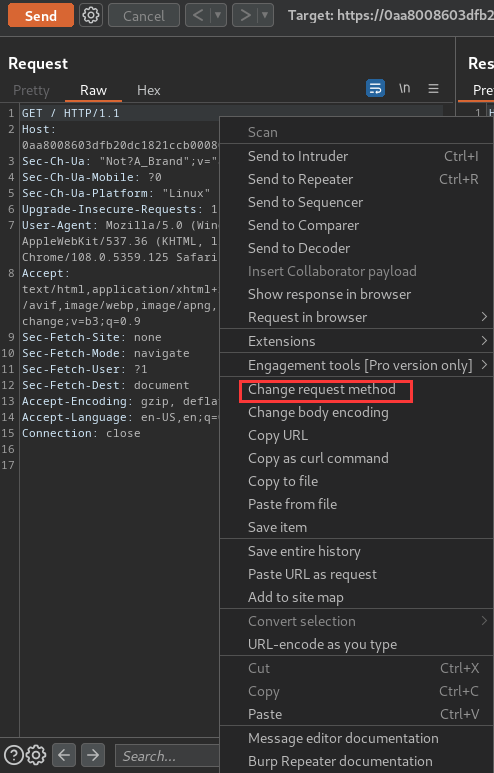 Send Cancel < > Target: https://0aa8008603dfb2
Request Res
Pretty Raw Hex \n Pre
1 GET / HTTP/1.1 1 H
2 Host:
0aa8008603dfb20dc1821ccb0008
3 Sec-Ch-Ua: "Not?A_Brand";v="
4 Sec-Ch-Ua-Mobile: ?0
5 Sec-Ch-Ua-Platform: "Linux"
6 Upgrade-Insecure-Requests: 1
7 User-Agent: Mozilla/5.0 (Win
AppleWebKit/537.36 (KHTML, l
Chrome/108.0.5359.125 Safari
8 Accept:
text/html,application/xhtml+
/avif,image/webp,image/apng,
change;v=b3;q=0.9
9 Sec-Fetch-Site: none
10 Sec-Fetch-Mode: navigate
11 Sec-Fetch-User: ?1
12 Sec-Fetch-Dest: document
13 Accept-Encoding: gzip, defla
14 Accept-Language: en-US,en;q=
15 Connection: close
16
17
Scan
Send to Intruder Ctrl+I
Send to Repeater Ctrl+R
Send to Sequencer
Send to Comparer
Send to Decoder
Insert Collaborator payload
Show response in browser
Request in browser >
Extensions >
Engagement tools [Pro version only] >
Change request method
Change body encoding
Copy URL
Copy as curl command
Copy to file
Paste from file
Save item
Save entire history
Paste URL as request
Add to site map
Convert selection >
URL-encode as you type
Cut Ctrl+X
Copy Ctrl+C
Paste Ctrl+V
Message editor documentation
Burp Repeater documentation
? Search...